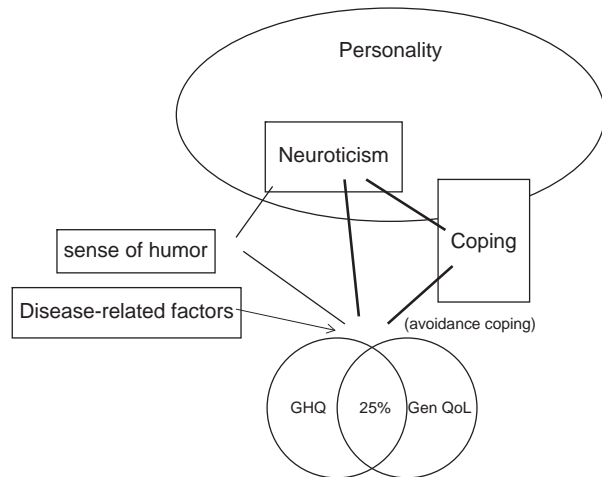 Personality
Neuroticism
Coping
sense of humor
Disease-related factors
(avoidance coping)
GHQ
25%
Gen QoL